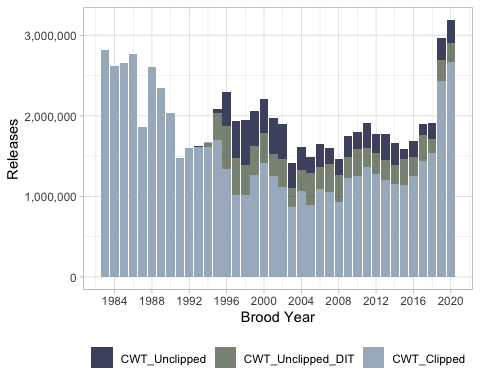 Releases
3,000,000
2,000,000
1,000,000
0
1984 1988 1992 1996 2000 2004 2008 2012 2016 2020
Brood Year
CWT_Unclipped CWT_Unclipped_DIT CWT_Clipped